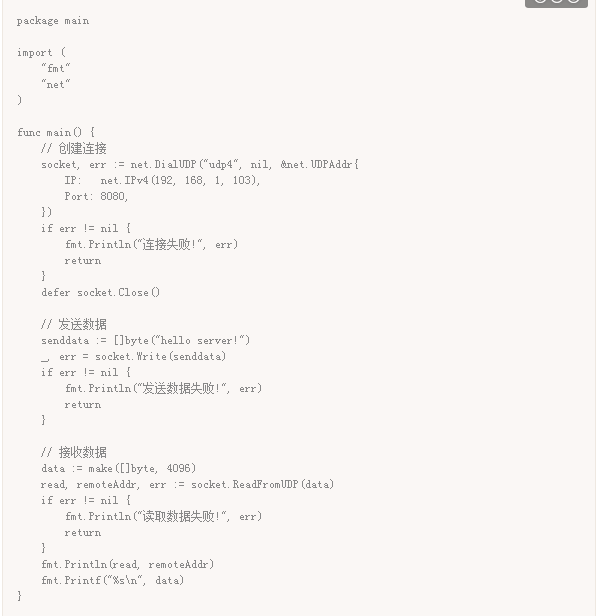 package main
import (
    "fmt"
    "net"
)
func main() {
    // 创建连接
    socket, err := net.DialUDP("udp4", nil, &net.UDPAddr{
        IP:   net.IPv4(192, 168, 1, 103),
        Port: 8080,
    })
    if err != nil {
        fmt.Println("连接失败!", err)
        return
    }
    defer socket.Close()
    // 发送数据
    senddata := []byte("hello server!")
    _, err = socket.Write(senddata)
    if err != nil {
        fmt.Println("发送数据失败!", err)
        return
    }
    // 接收数据
    data := make([]byte, 4096)
    read, remoteAddr, err := socket.ReadFromUDP(data)
    if err != nil {
        fmt.Println("读取数据失败!", err)
        return
    }
    fmt.Println(read, remoteAddr)
    fmt.Printf("%s\n", data)
}